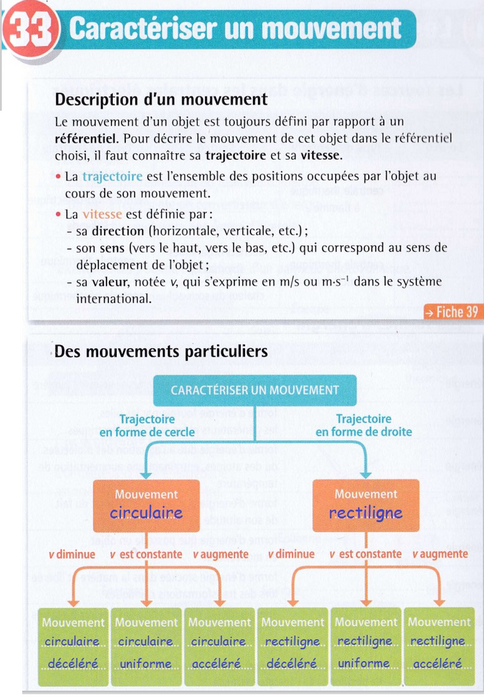 33 Caractériser un mouvement
Description d'un mouvement
Le mouvement d'un objet est toujours défini par rapport à un
référentiel. Pour décrire le mouvement de cet objet dans le référentiel
choisi, il faut connaître sa trajectoire et sa vitesse.
• La trajectoire est l'ensemble des positions occupées par l'objet au
cours de son mouvement.
• La vitesse est définie par :
- sa direction (horizontale, verticale, etc.) ;
- son sens (vers le haut, vers le bas, etc.) qui correspond au sens de
déplacement de l'objet ;
- sa valeur, notée v, qui s'exprime en m/s ou m·s⁻¹ dans le système
international.
→ Fiche 39
Des mouvements particuliers
CARACTÉRISER UN MOUVEMENT
Trajectoire
en forme de cercle
Trajectoire
en forme de droite
Mouvement
circulaire
Mouvement
rectiligne
v diminue v est constante v augmente v diminue v est constante v augmente
Mouvement
circulaire
décéléré
Mouvement
circulaire
uniforme
Mouvement
circulaire
accéléré
Mouvement
rectiligne
décéléré
Mouvement
rectiligne
uniforme
Mouvement
rectiligne
accéléré